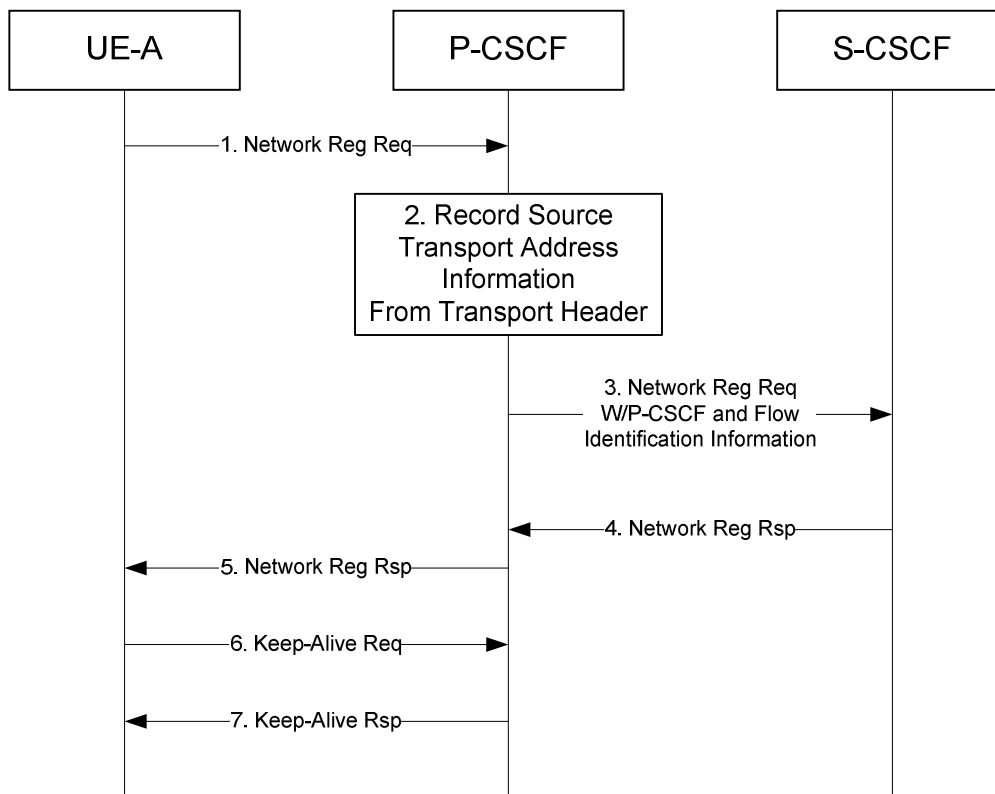 UE-A
P-CSCF
S-CSCF
1. Network Reg Req
2. Record Source
Transport Address
Information
From Transport Header
3. Network Reg Req
W/P-CSCF and Flow
Identification Information
4. Network Reg Rsp
5. Network Reg Rsp
6. Keep-Alive Req
7. Keep-Alive Rsp